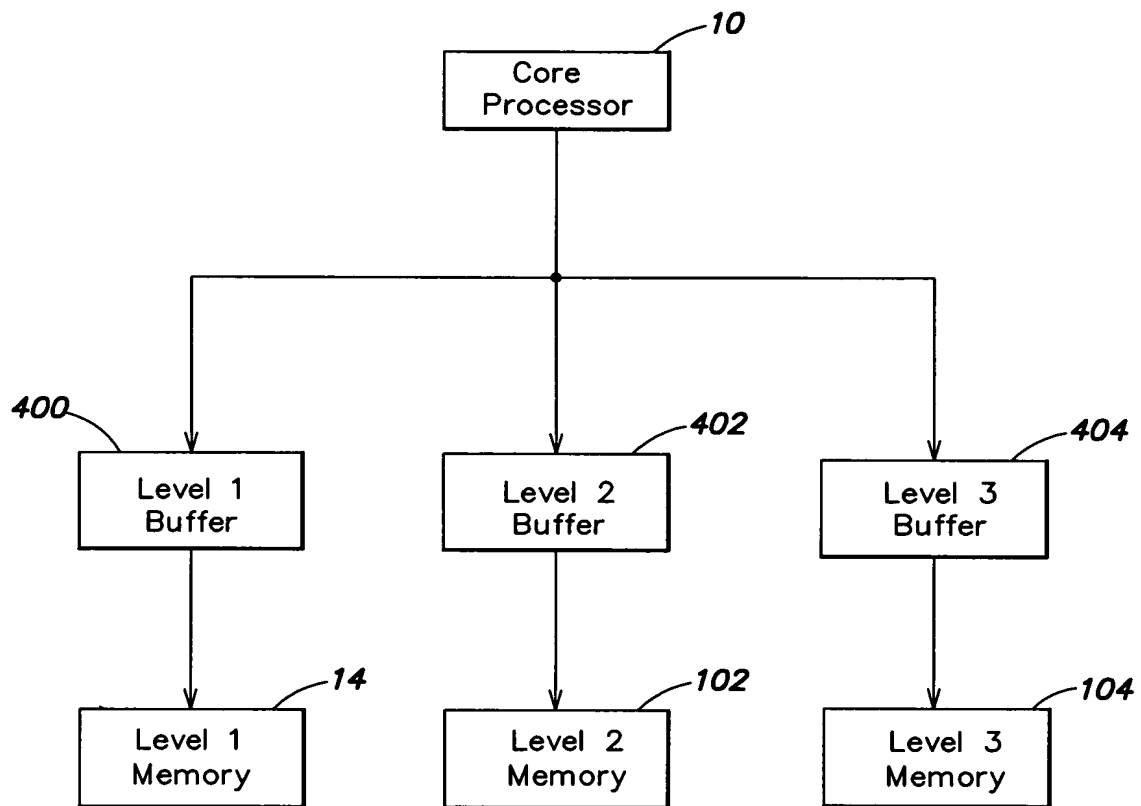 10
Core
Processor
400
402
404
Level 1
Buffer
Level 2
Buffer
Level 3
Buffer
14
102
104
Level 1
Memory
Level 2
Memory
Level 3
Memory